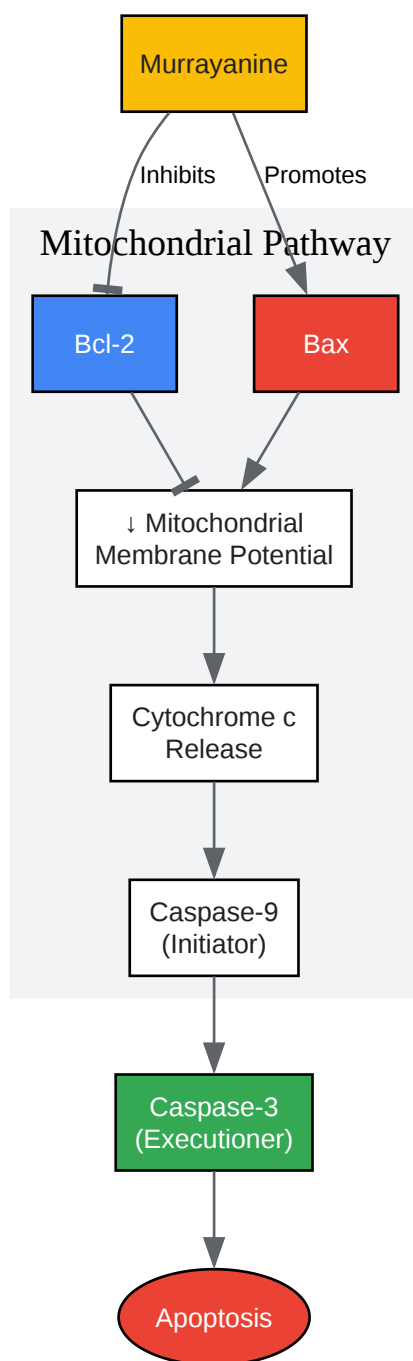 Murrayanine
Inhibits
Promotes
Mitochondrial Pathway
Bcl-2
Bax
↓ Mitochondrial
Membrane Potential
Cytochrome c
Release
Caspase-9
(Initiator)
Caspase-3
(Executioner)
Apoptosis